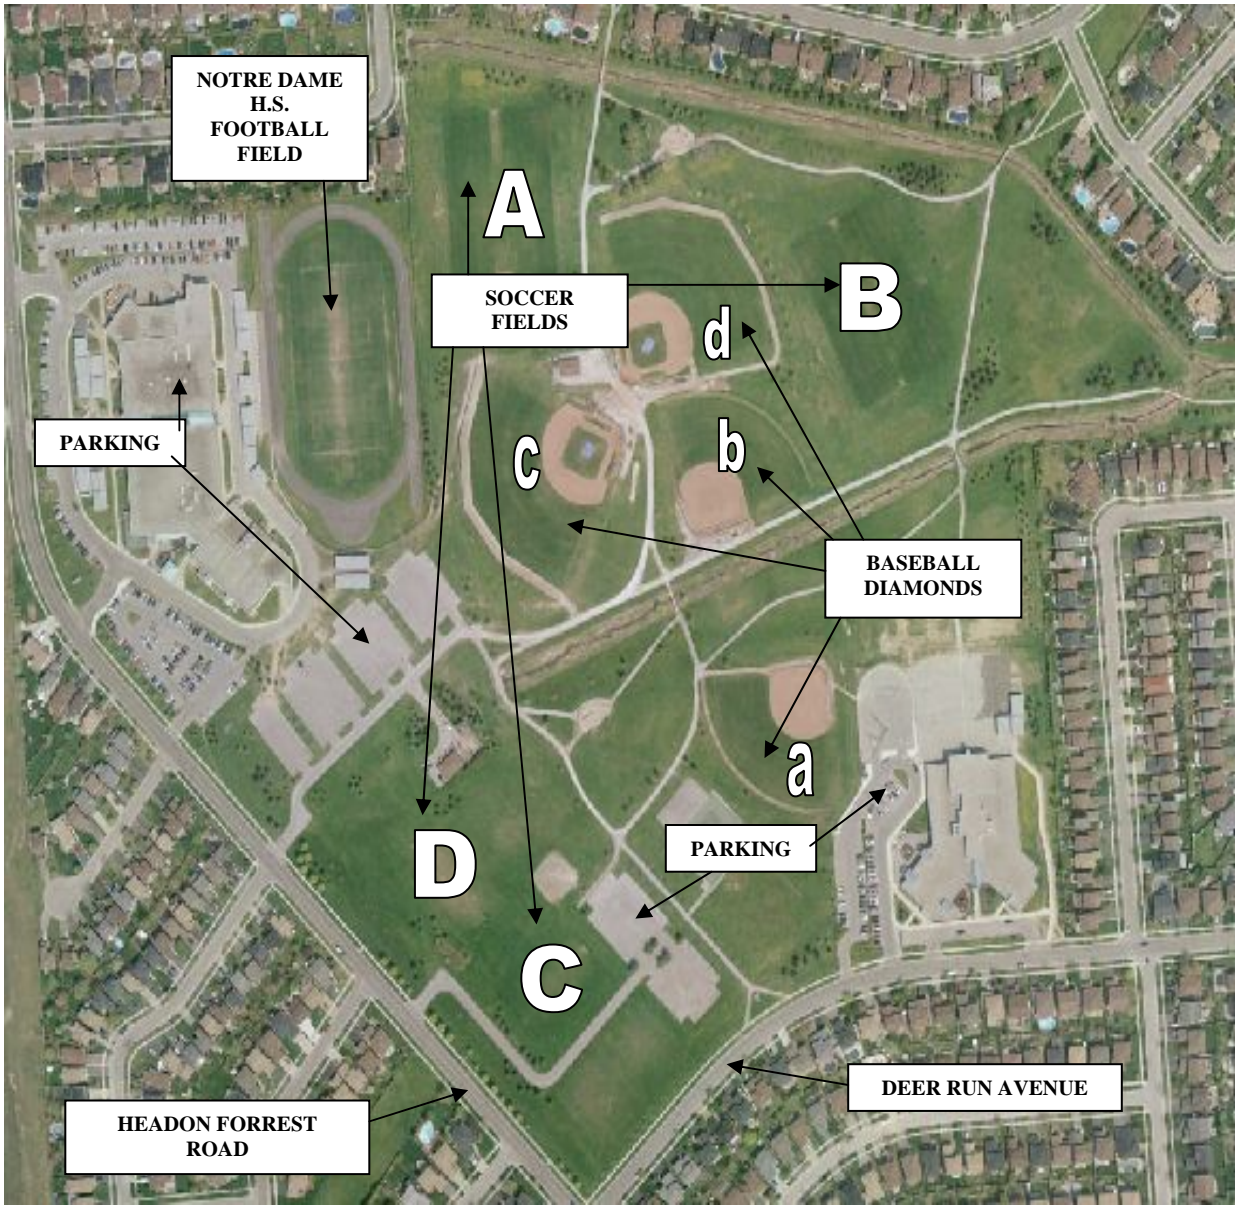 NOTRE DAME
H.S.
FOOTBALL
FIELD
A
SOCCER
FIELDS
B
d
PARKING
c
b
BASEBALL
DIAMONDS
a
D
PARKING
C
HEADON FORREST
ROAD
DEER RUN AVENUE